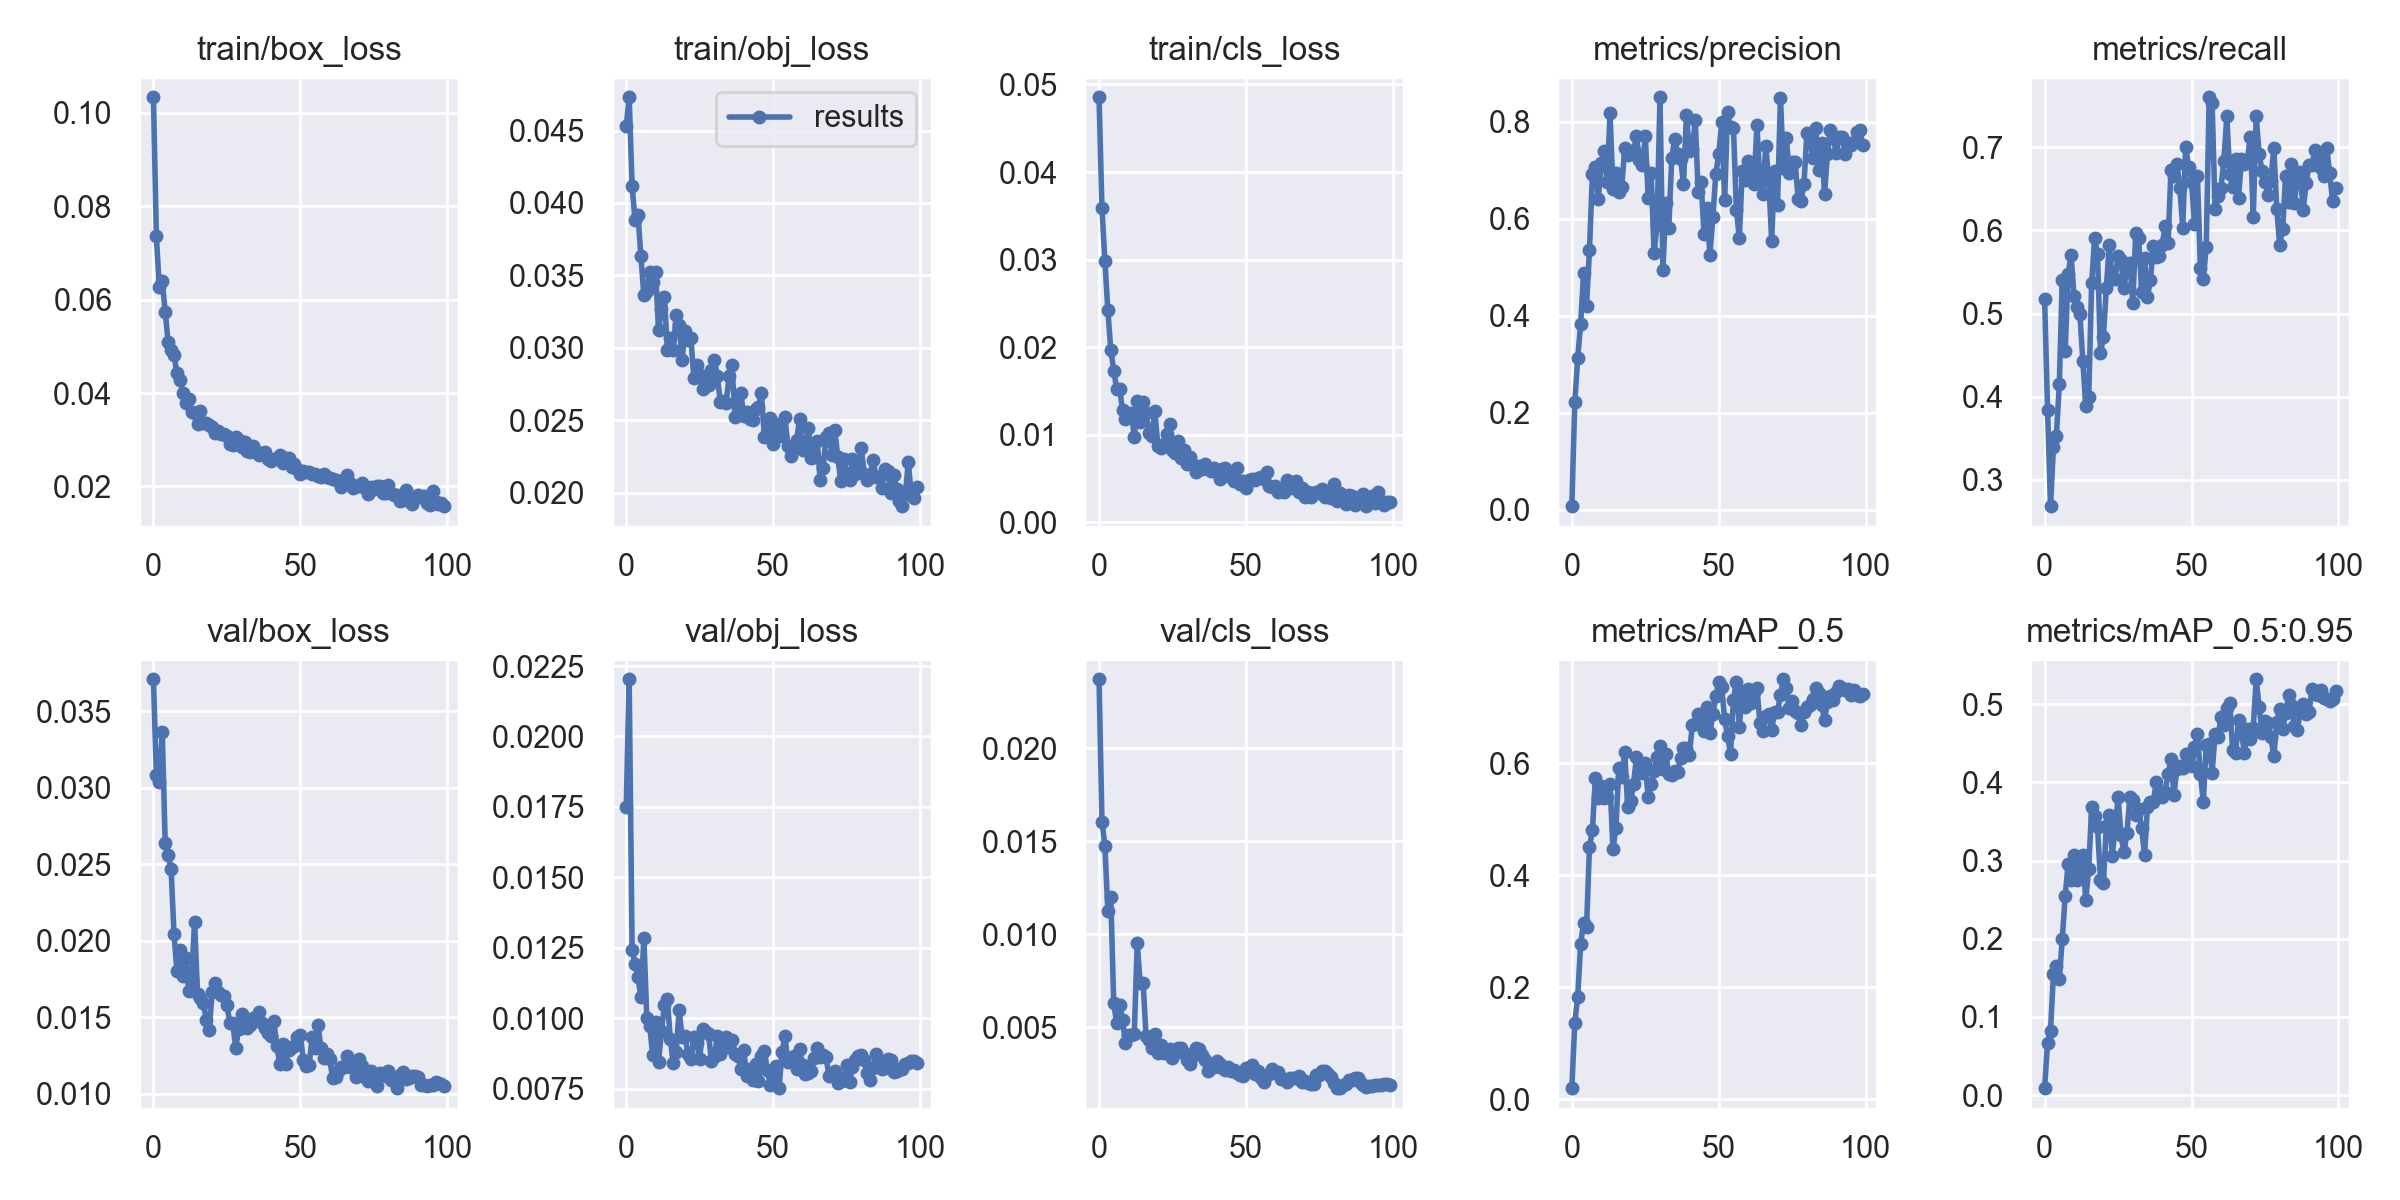 train/box_loss
0.10
0.08
0.06
0.04
0.02
0 50 100
train/obj_loss
results
0.045
0.040
0.035
0.030
0.025
0.020
0 50 100
train/cls_loss
0.05
0.04
0.03
0.02
0.01
0.00
0 50 100
metrics/precision
0.8
0.6
0.4
0.2
0.0
0 50 100
metrics/recall
0.7
0.6
0.5
0.4
0.3
0 50 100
val/box_loss
0.035
0.030
0.025
0.020
0.015
0.010
0 50 100
val/obj_loss
0.0225
0.0200
0.0175
0.0150
0.0125
0.0100
0.0075
0 50 100
val/cls_loss
0.020
0.015
0.010
0.005
0 50 100
metrics/mAP_0.5
0.6
0.4
0.2
0.0
0 50 100
metrics/mAP_0.5:0.95
0.5
0.4
0.3
0.2
0.1
0.0
0 50 100